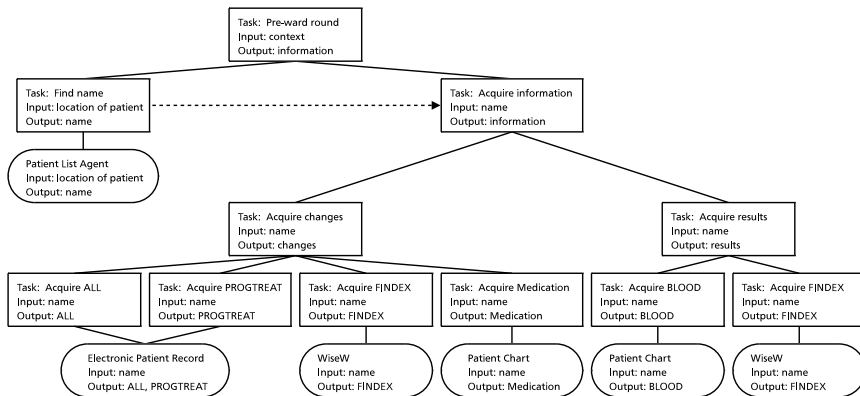 Task: Pre-ward round
Input: context
Output: information
Task: Find name
Input: location of patient
Output: name
Task: Acquire information
Input: name
Output: information
Patient List Agent
Input: location of patient
Output: name
Task: Acquire changes
Input: name
Output: changes
Task: Acquire results
Input: name
Output: results
Task: Acquire ALL
Input: name
Output: ALL
Task: Acquire PROGTREAT
Input: name
Output: PROGTREAT
Task: Acquire FINDEX
Input: name
Output: FINDEX
Task: Acquire Medication
Input: name
Output: Medication
Task: Acquire BLOOD
Input: name
Output: BLOOD
Task: Acquire FINDEX
Input: name
Output: FINDEX
Electronic Patient Record
Input: name
Output: ALL, PROGTREAT
WiseW
Input: name
Output: FINDEX
Patient Chart
Input: name
Output: Medication
Patient Chart
Input: name
Output: BLOOD
WiseW
Input: name
Output: FINDEX